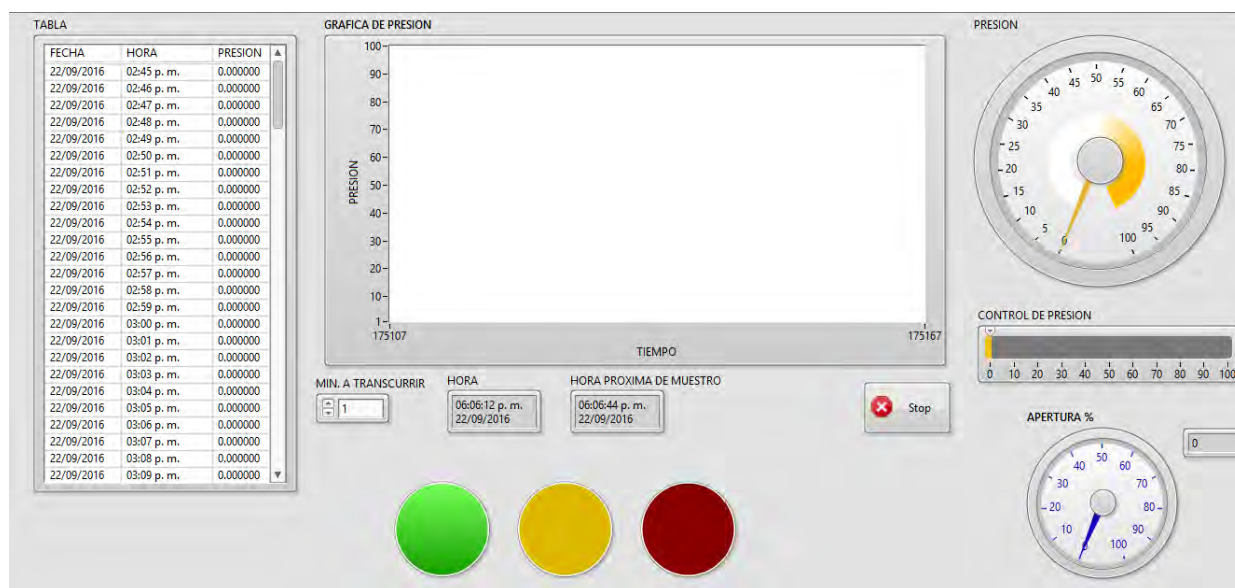 TABLA
FECHA HORA PRESION
22/09/2016 02:45 p. m. 0.000000
22/09/2016 02:46 p. m. 0.000000
22/09/2016 02:47 p. m. 0.000000
22/09/2016 02:48 p. m. 0.000000
22/09/2016 02:49 p. m. 0.000000
22/09/2016 02:50 p. m. 0.000000
22/09/2016 02:51 p. m. 0.000000
22/09/2016 02:52 p. m. 0.000000
22/09/2016 02:53 p. m. 0.000000
22/09/2016 02:54 p. m. 0.000000
22/09/2016 02:55 p. m. 0.000000
22/09/2016 02:56 p. m. 0.000000
22/09/2016 02:57 p. m. 0.000000
22/09/2016 02:58 p. m. 0.000000
22/09/2016 02:59 p. m. 0.000000
22/09/2016 03:00 p. m. 0.000000
22/09/2016 03:01 p. m. 0.000000
22/09/2016 03:02 p. m. 0.000000
22/09/2016 03:03 p. m. 0.000000
22/09/2016 03:04 p. m. 0.000000
22/09/2016 03:05 p. m. 0.000000
22/09/2016 03:06 p. m. 0.000000
22/09/2016 03:07 p. m. 0.000000
22/09/2016 03:08 p. m. 0.000000
22/09/2016 03:09 p. m. 0.000000
GRAFICA DE PRESION
PRESION
100
90
80
70
60
50
40
30
20
10
1
175107 175167
TIEMPO
MIN. A TRANSCURRIR
1
HORA
06:06:12 p. m.
22/09/2016
HORA PROXIMA DE MUESTRO
06:06:44 p. m.
22/09/2016
Stop
PRESION
0 5 10 15 20 25 30 35 40 45 50 55 60 65 70 75 80 85 90 95 100
CONTROL DE PRESION
0 10 20 30 40 50 60 70 80 90 100
APERTURA %
0
0 10 20 30 40 50 60 70 80 90 100